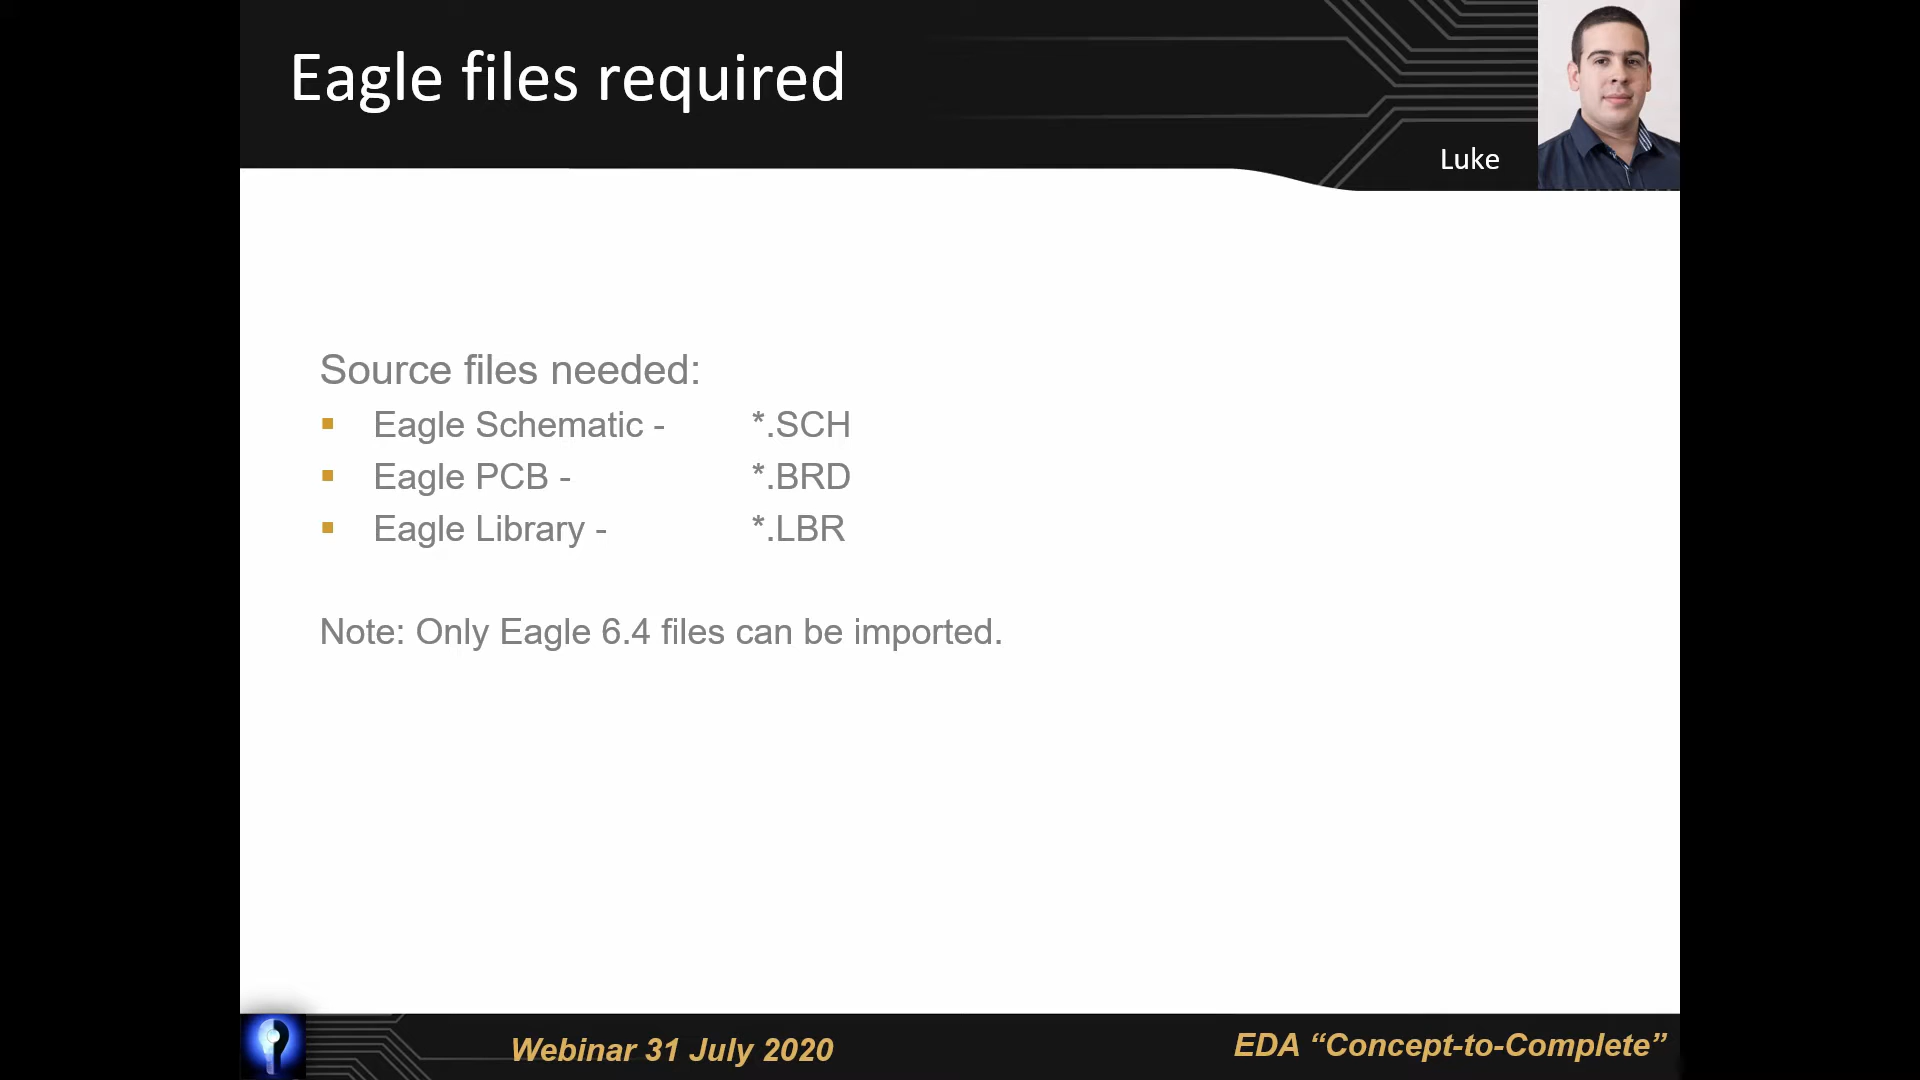 Eagle files required
Luke
Source files needed:
Eagle Schematic - *.SCH
Eagle PCB - *.BRD
Eagle Library - *.LBR
Note: Only Eagle 6.4 files can be imported.
Webinar 31 July 2020
EDA “Concept-to-Complete”